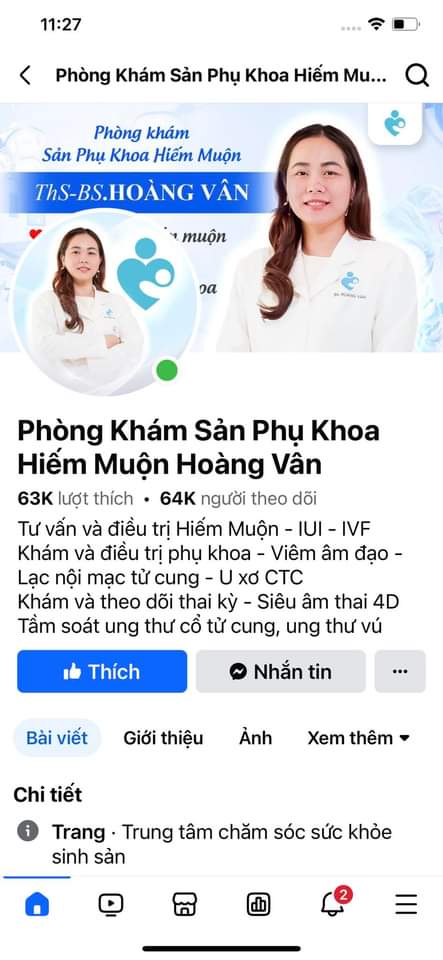 11:27
Phòng Khám Sản Phụ Khoa Hiếm Mu...
Phòng khám
Sản Phụ Khoa Hiếm Muộn
ThS-BS.HOÀNG VÂN
muộn
oa
BS. HOÀNG VÂN
Phòng Khám Sản Phụ Khoa
Hiếm Muộn Hoàng Vân
63K lượt thích • 64K người theo dõi
Tư vấn và điều trị Hiếm Muộn - IUI - IVF
Khám và điều trị phụ khoa - Viêm âm đạo -
Lạc nội mạc tử cung - U xơ CTC
Khám và theo dõi thai kỳ - Siêu âm thai 4D
Tầm soát ung thư cổ tử cung, ung thư vú
Thích
Nhắn tin
Bài viết Giới thiệu Ảnh Xem thêm
Chi tiết
Trang · Trung tâm chăm sóc sức khỏe
sinh sản
2